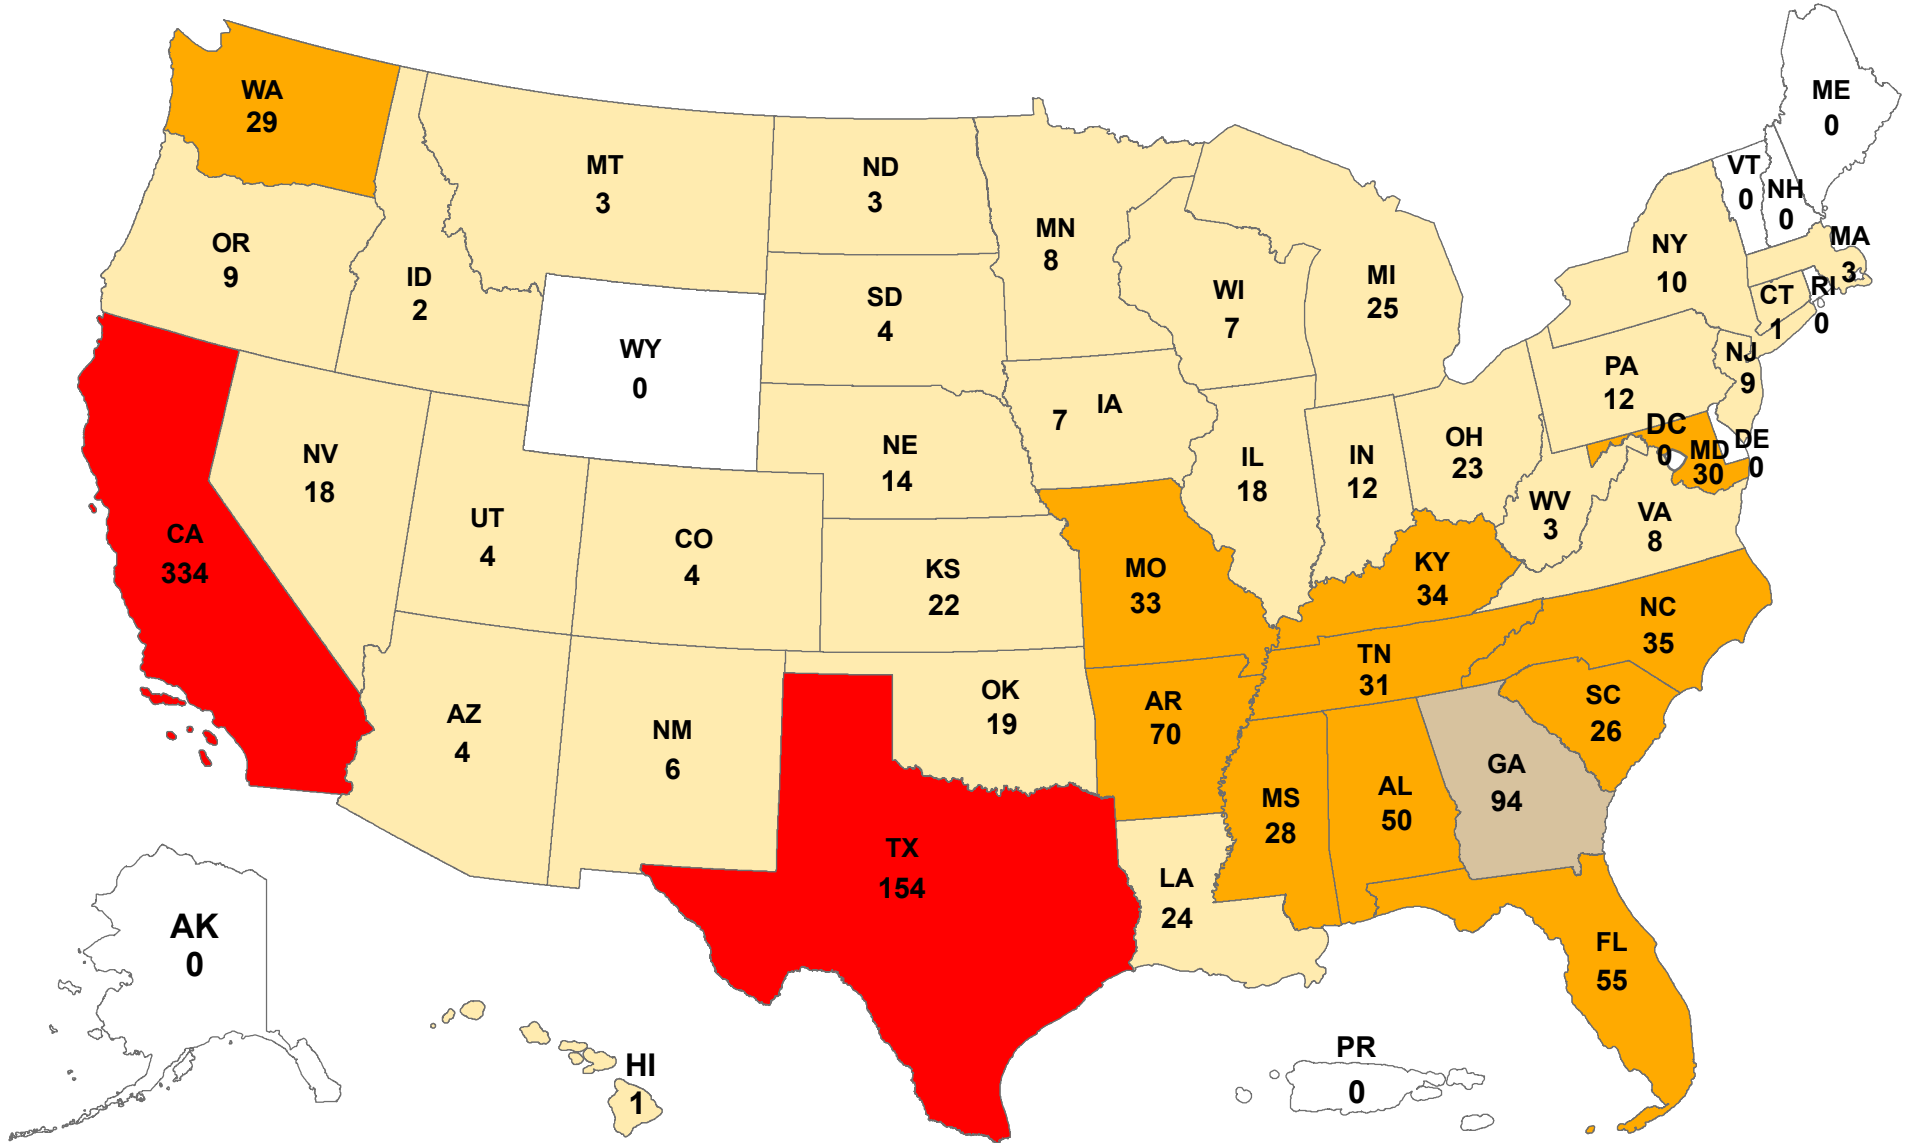 WA
29
OR
9
CA
334
ID
2
NV
18
MT
3
WY
0
UT
4
CO
4
AZ
4
NM
6
ND
3
SD
4
NE
14
KS
22
OK
19
TX
154
MN
8
7 IA
MO
33
AR
70
LA
24
WI
7
IL
18
MI
25
IN
12
OH
23
KY
34
TN
31
MS
28
AL
50
GA
94
FL
55
SC
26
NC
35
VA
8
WV
3
PA
12
NY
10
VT
0
NH
0
ME
0
MA
3
RI
0
CT
1
NJ
9
DE
0
MD
30
DC
0
AK
0
HI
1
PR
0